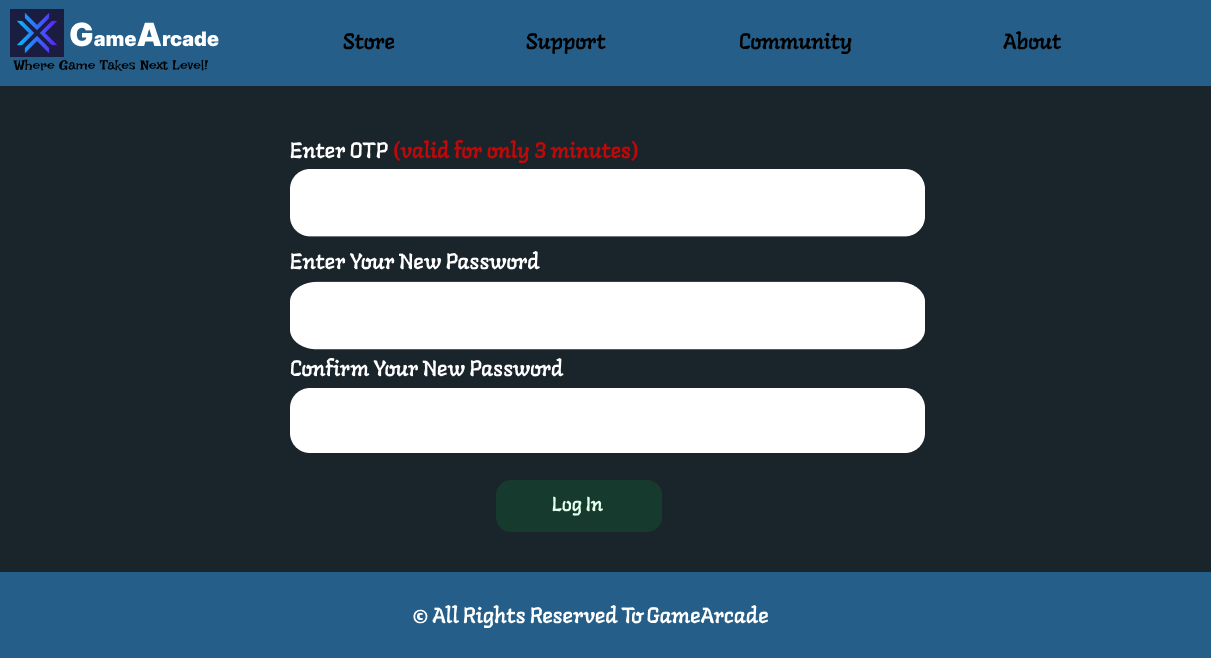 GameArcade
Where Game Takes Next Level!
Store Support Community About
Enter OTP (valid for only 3 minutes)
Enter Your New Password
Confirm Your New Password
Log In
© All Rights Reserved To GameArcade